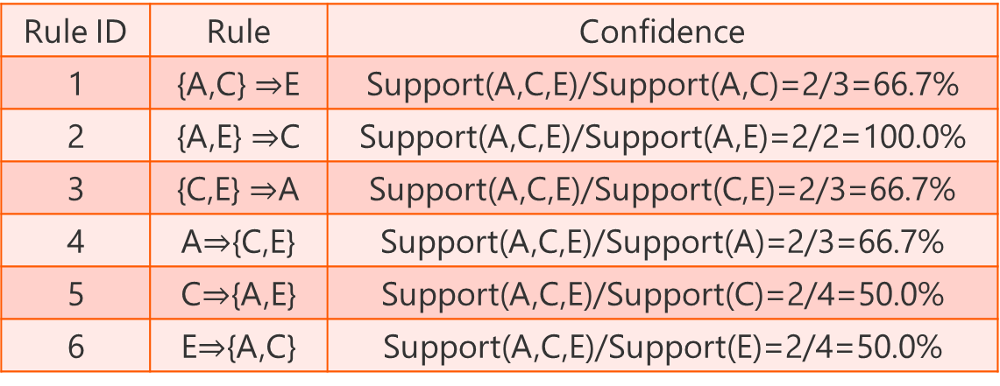 Rule ID Rule Confidence
1 {A,C} ⇒E Support(A,C,E)/Support(A,C)=2/3=66.7%
2 {A,E} ⇒C Support(A,C,E)/Support(A,E)=2/2=100.0%
3 {C,E} ⇒A Support(A,C,E)/Support(C,E)=2/3=66.7%
4 A⇒{C,E} Support(A,C,E)/Support(A)=2/3=66.7%
5 C⇒{A,E} Support(A,C,E)/Support(C)=2/4=50.0%
6 E⇒{A,C} Support(A,C,E)/Support(E)=2/4=50.0%